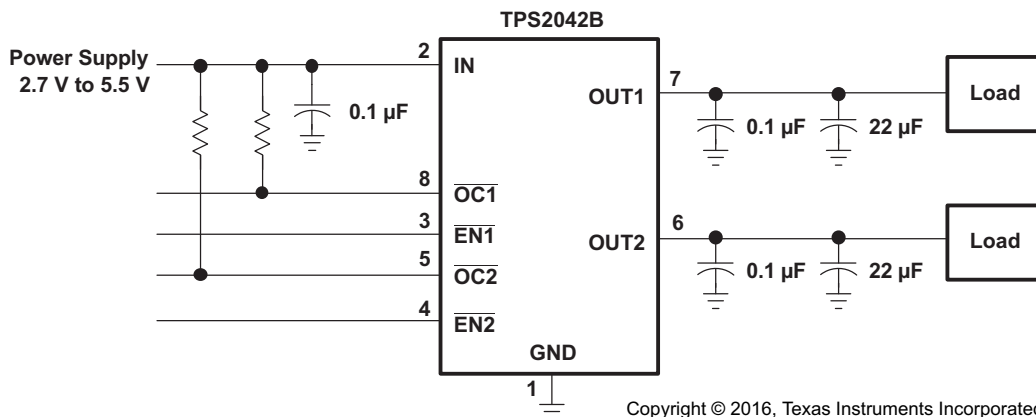 TPS2042B
Power Supply
2.7 V to 5.5 V
2
IN
0.1 µF
8
OC1
3
EN1
5
OC2
4
EN2
GND
1
OUT1
7
0.1 µF
22 µF
Load
OUT2
6
0.1 µF
22 µF
Load
Copyright © 2016, Texas Instruments Incorporated